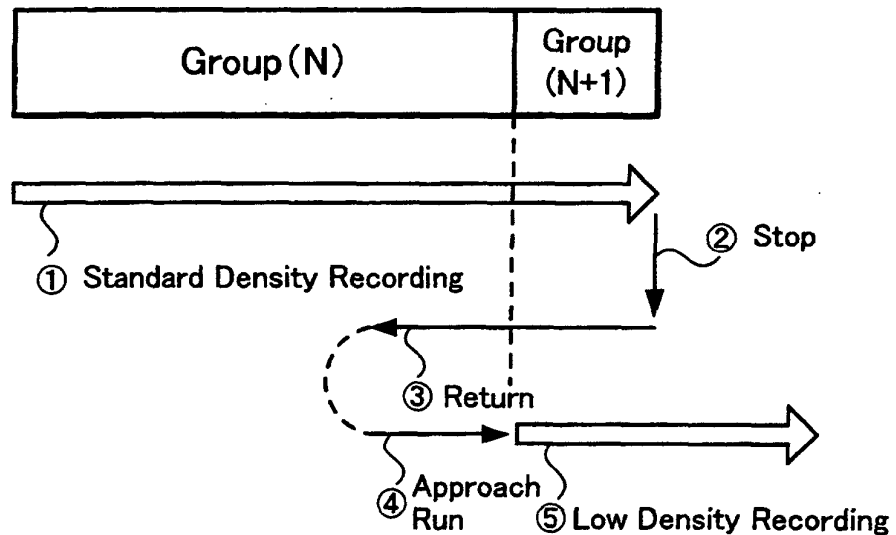 Group(N)
Group
(N+1)
② Stop
① Standard Density Recording
③ Return
④ Approach
Run
⑤ Low Density Recording